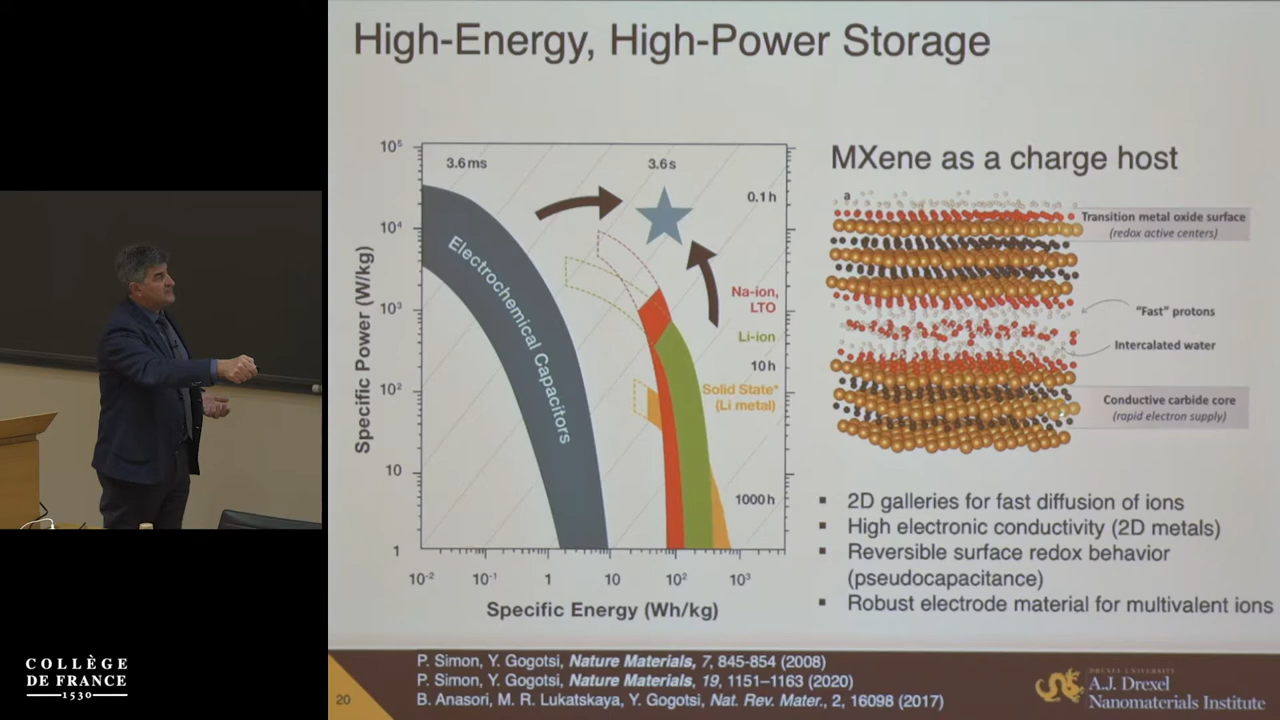 High-Energy, High-Power Storage
10⁵
10⁴
10³
10²
10
1
Specific Power (W/kg)
3.6 ms
3.6 s
0.1 h
10 h
1000 h
Electrochemical Capacitors
Na-ion,
LTO
Li-ion
Solid State*
(Li metal)
10⁻²
10⁻¹
1
10
10²
10³
Specific Energy (Wh/kg)
MXene as a charge host
a
Transition metal oxide surface
(redox active centers)
"Fast" protons
Intercalated water
Conductive carbide core
(rapid electron supply)
▪ 2D galleries for fast diffusion of ions
▪ High electronic conductivity (2D metals)
▪ Reversible surface redox behavior
(pseudocapacitance)
▪ Robust electrode material for multivalent ions
P. Simon, Y. Gogotsi, Nature Materials, 7, 845-854 (2008)
P. Simon, Y. Gogotsi, Nature Materials, 19, 1151–1163 (2020)
B. Anasori, M. R. Lukatskaya, Y. Gogotsi, Nat. Rev. Mater., 2, 16098 (2017)
20
DREXEL UNIVERSITY
A.J. Drexel
Nanomaterials Institute
COLLÈGE
DE FRANCE
1530